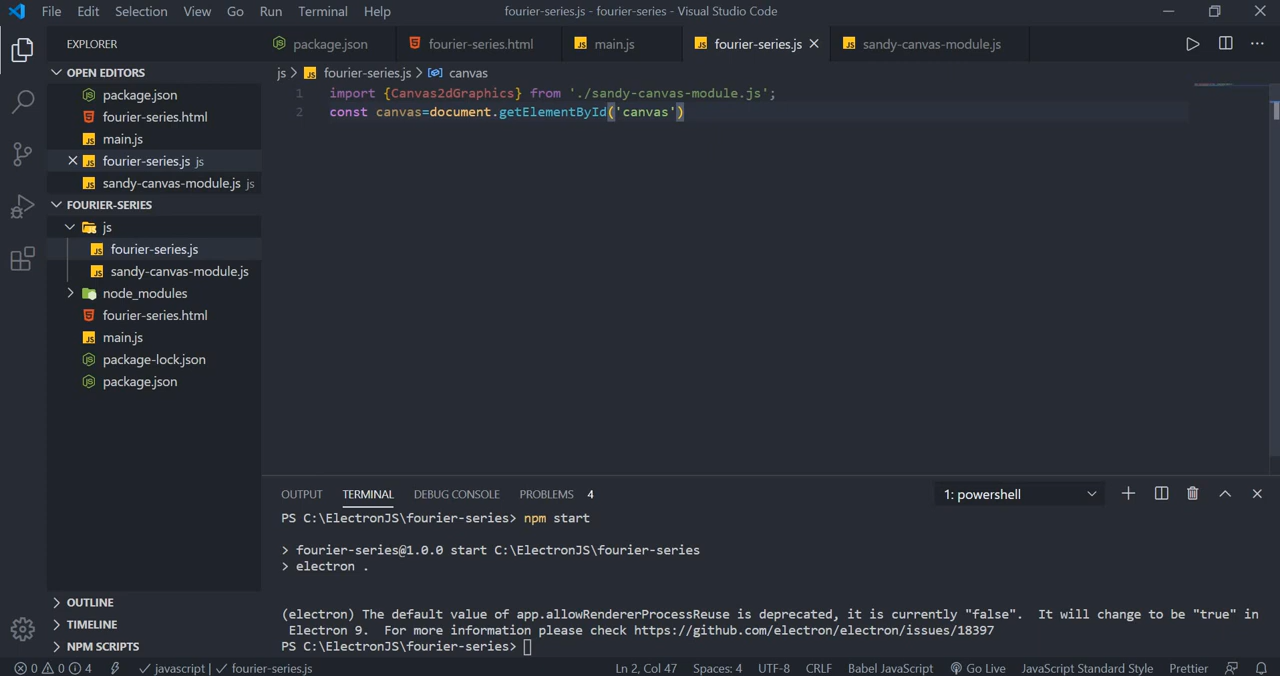 File Edit Selection View Go Run Terminal Help fourier-series.js - fourier-series - Visual Studio Code
EXPLORER
package.json fourier-series.html main.js fourier-series.js sandy-canvas-module.js
OPEN EDITORS
package.json
fourier-series.html
main.js
fourier-series.js js
sandy-canvas-module.js js
FOURIER-SERIES
js
fourier-series.js
sandy-canvas-module.js
node_modules
fourier-series.html
main.js
package-lock.json
package.json
OUTLINE
TIMELINE
NPM SCRIPTS
js > JS fourier-series.js > canvas
1 import {Canvas2dGraphics} from './sandy-canvas-module.js';
2 const canvas=document.getElementById('canvas')
OUTPUT TERMINAL DEBUG CONSOLE PROBLEMS 4 1: powershell
PS C:\ElectronJS\fourier-series> npm start
> fourier-series@1.0.0 start C:\ElectronJS\fourier-series
> electron .
(electron) The default value of app.allowRendererProcessReuse is deprecated, it is currently "false". It will change to be "true" in
Electron 9. For more information please check https://github.com/electron/electron/issues/18397
PS C:\ElectronJS\fourier-series>
0 0 4 javascript | fourier-series.js Ln 2, Col 47 Spaces: 4 UTF-8 CRLF Babel JavaScript Go Live JavaScript Standard Style Prettier